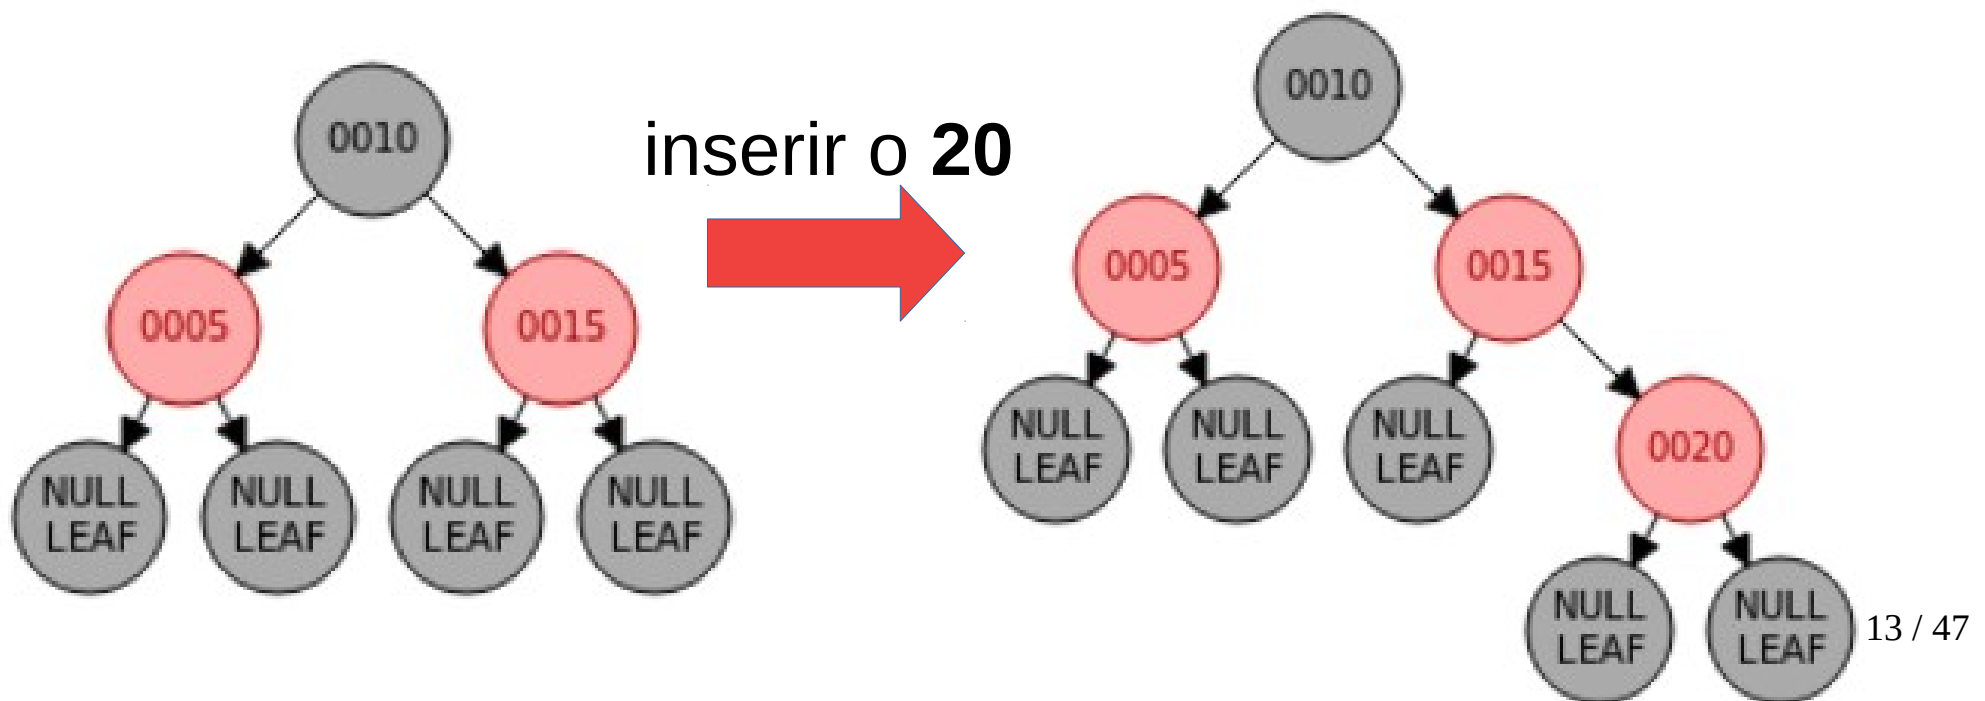 0010
0005
0015
NULL
LEAF
NULL
LEAF
NULL
LEAF
NULL
LEAF
inserir o 20
0010
0005
0015
NULL
LEAF
NULL
LEAF
NULL
LEAF
0020
NULL
LEAF
NULL
LEAF
13 / 47